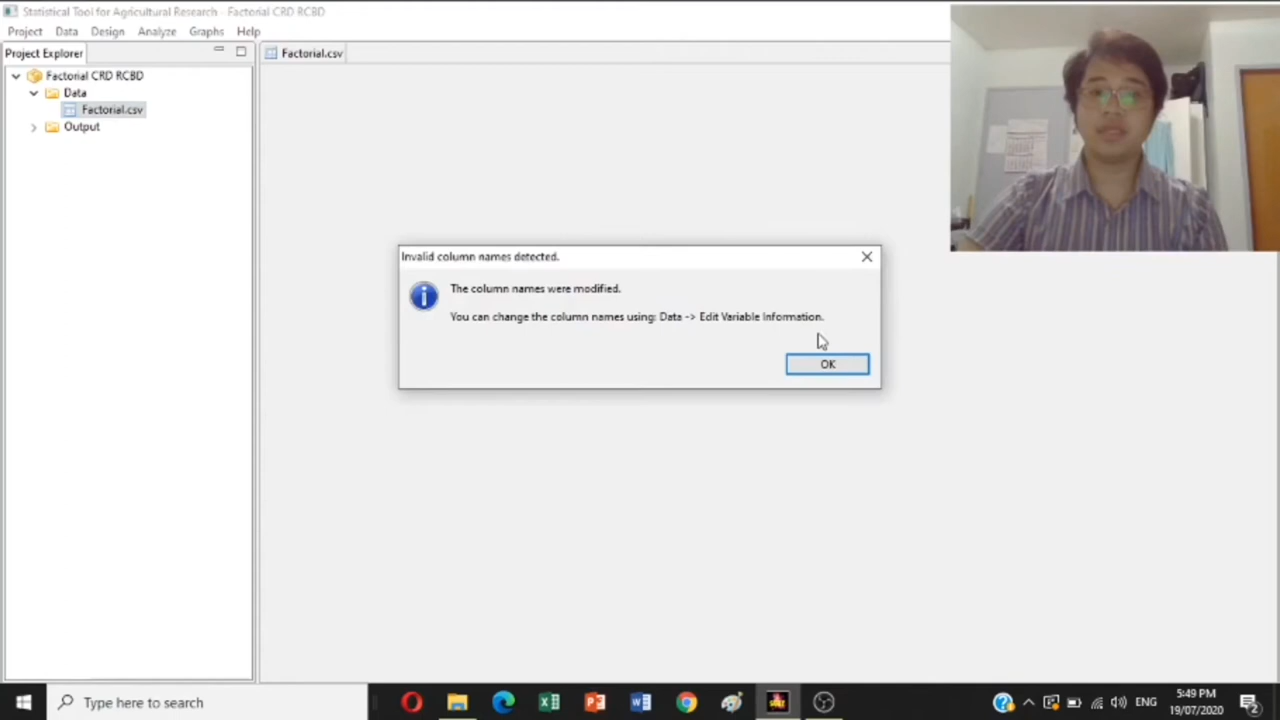 Statistical Tool for Agricultural Research - Factorial CRD RCBD
Project Data Design Analyze Graphs Help
Project Explorer
Factorial.csv
Factorial CRD RCBD
Data
Factorial.csv
Output
Invalid column names detected.
The column names were modified.
You can change the column names using: Data -> Edit Variable Information.
OK
Type here to search
ENG
5:49 PM
19/07/2020
2